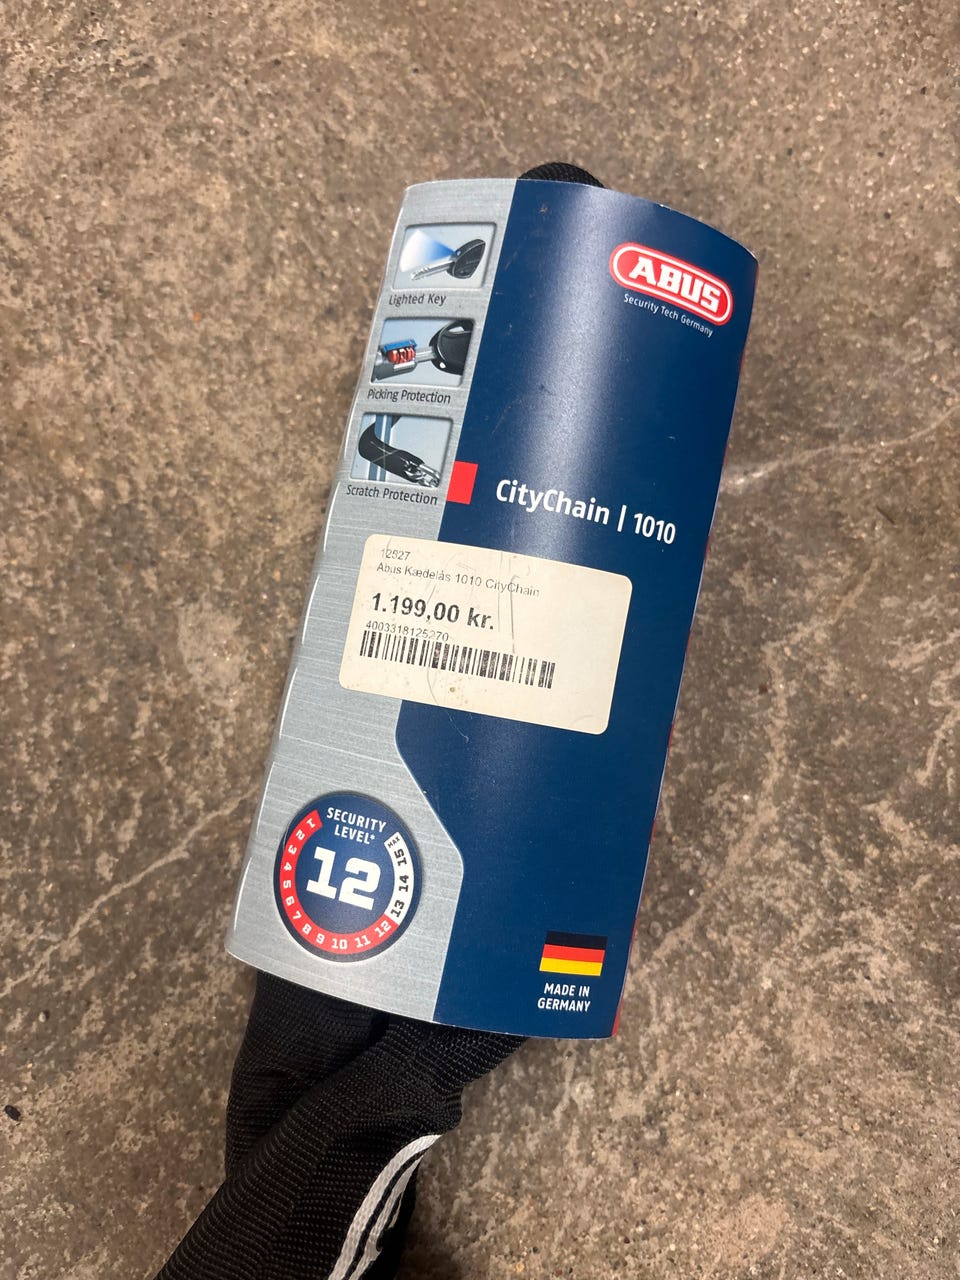 ABUS
Security Tech Germany
Lighted Key
Picking Protection
Scratch Protection
CityChain | 1010
12527
Abus Kædelås 1010 CityChain
1.199,00 kr.
4003318125270
SECURITY
LEVEL*
12
1 2 3 4 5 6 7 8 9 10 11 12 13 14 15 MAX
MADE IN
GERMANY